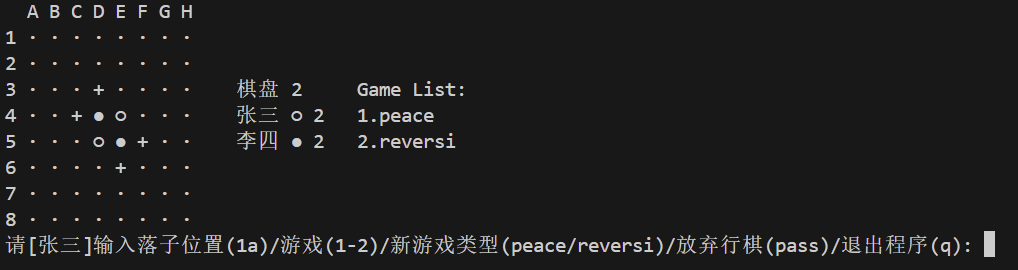 A B C D E F G H
1 · · · · · · · ·
2 · · · · · · · ·
3 · · · + · · · · 棋盘 2 Game List:
4 · · + ● ○ · · · 张三 ○ 2 1.peace
5 · · · ○ ● + · · 李四 ● 2 2.reversi
6 · · · · + · · ·
7 · · · · · · · ·
8 · · · · · · · ·
请[张三]输入落子位置(1a)/游戏(1-2)/新游戏类型(peace/reversi)/放弃行棋(pass)/退出程序(q):